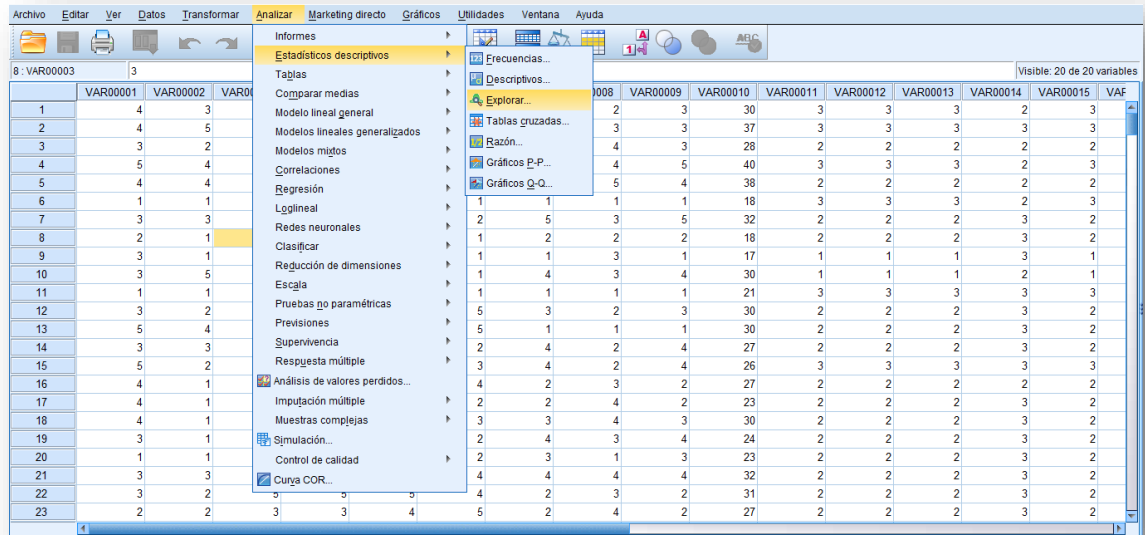 Archivo Editar Ver Datos Transformar Analizar Marketing directo Gráficos Utilidades Ventana Ayuda
8 : VAR00003 3 Visible: 20 de 20 variables
Informes
Estadísticos descriptivos
Tablas
Comparar medias
Modelo lineal general
Modelos lineales generalizados
Modelos mixtos
Correlaciones
Regresión
Loglineal
Redes neuronales
Clasificar
Reducción de dimensiones
Escala
Pruebas no paramétricas
Previsiones
Supervivencia
Respuesta múltiple
Análisis de valores perdidos...
Imputación múltiple
Muestras complejas
Simulación...
Control de calidad
Curva COR...
Frecuencias...
Descriptivos...
Explorar...
Tablas cruzadas...
Razón...
Gráficos P-P...
Gráficos Q-Q...
VAR00001 VAR00002 VAR00 0008 VAR00009 VAR00010 VAR00011 VAR00012 VAR00013 VAR00014 VAR00015 VAR
1 4 3 2 3 30 3 3 3 2 3
2 4 5 3 3 37 3 3 3 3 3
3 3 2 4 3 28 2 2 2 2 2
4 5 4 4 5 40 3 3 2 3 2
5 4 4 5 4 38 2 2 2 2 2
6 1 1 1 1 1 1 18 3 3 3 2 3
7 3 3 2 5 3 5 32 2 2 2 3 2
8 2 1 1 2 2 2 18 2 2 2 3 2
9 3 1 1 1 3 1 17 1 1 1 3 1
10 3 5 1 4 3 4 30 1 1 1 2 1
11 1 1 1 1 1 1 21 3 3 3 3 3
12 3 2 5 3 2 3 30 2 2 2 3 2
13 5 4 5 1 1 1 30 2 2 2 3 2
14 3 3 2 4 2 4 27 2 2 2 3 2
15 5 2 3 4 2 4 26 3 3 3 3 3
16 4 1 4 2 3 2 27 2 2 2 3 2
17 4 1 2 2 4 2 23 2 2 2 3 2
18 4 1 3 3 4 3 30 2 2 2 3 2
19 3 1 2 4 3 4 24 2 2 2 3 2
20 1 1 2 3 1 3 23 2 2 2 3 2
21 3 3 4 4 4 4 32 2 2 2 3 2
22 3 2 5 5 5 4 2 3 2 31 2 2 2 3 2
23 2 2 3 3 4 5 2 4 2 27 2 2 2 3 2